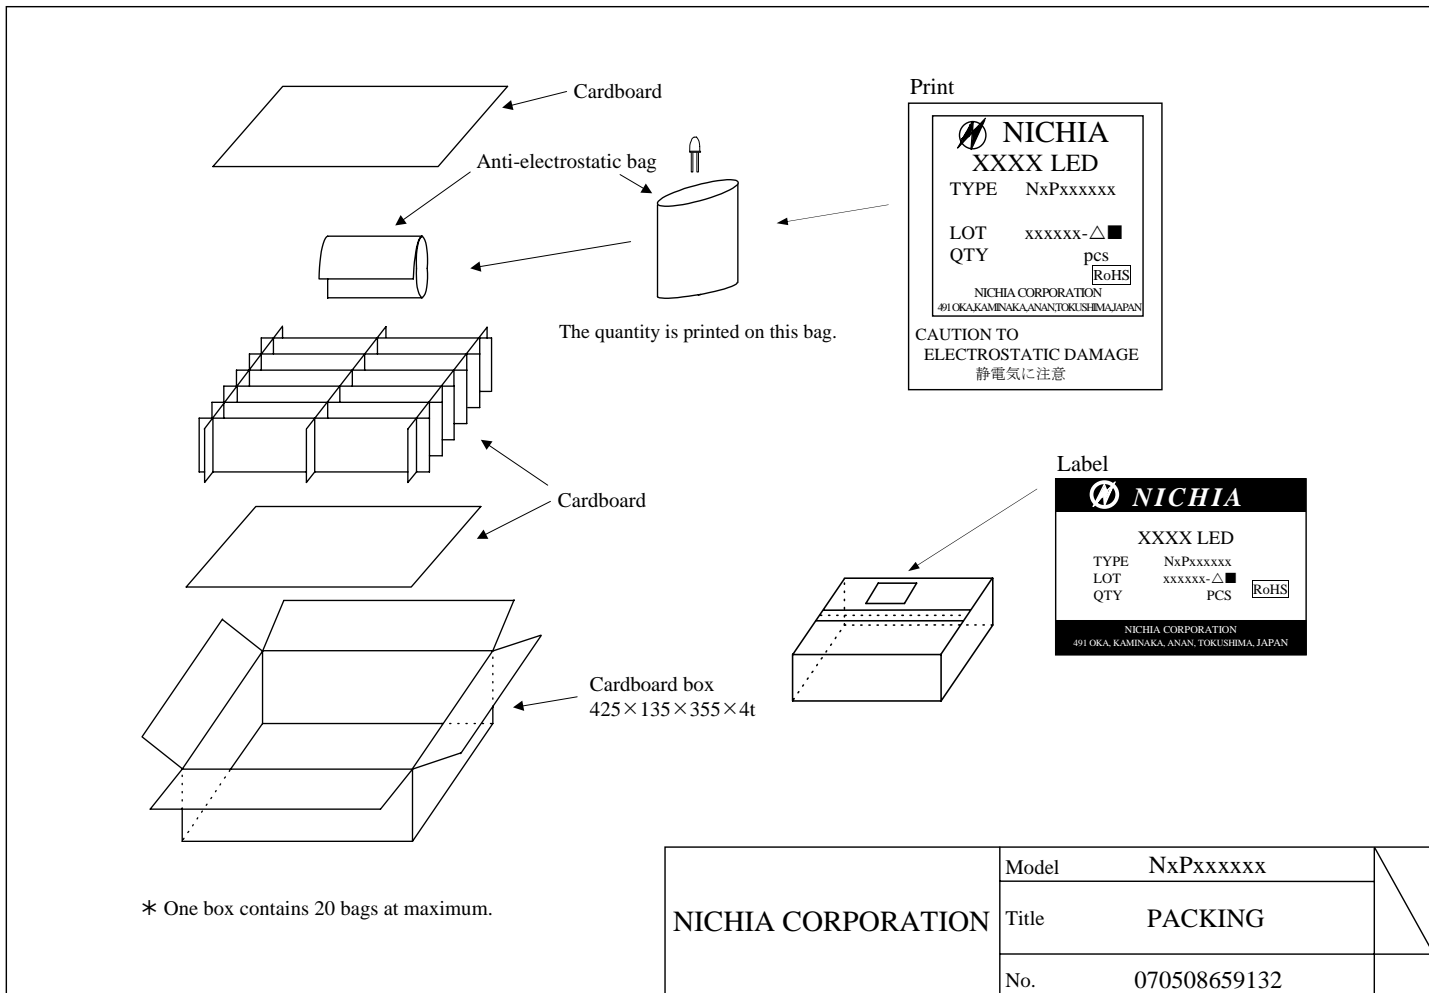 Cardboard
Anti-electrostatic bag
The quantity is printed on this bag.
Print
NICHIA
XXXX LED
TYPE NxPxxxxxx
LOT xxxxxx-△■
QTY pcs
RoHS
NICHIA CORPORATION
491 OKA,KAMINAKA,ANAN,TOKUSHIMA,JAPAN
CAUTION TO
ELECTROSTATIC DAMAGE
静電気に注意
Cardboard
Label
NICHIA
XXXX LED
TYPE NxPxxxxxx
LOT xxxxxx-△■
QTY PCS
RoHS
NICHIA CORPORATION
491 OKA, KAMINAKA, ANAN, TOKUSHIMA, JAPAN
Cardboard box
425×135×355×4t
* One box contains 20 bags at maximum.
NICHIA CORPORATION
Model NxPxxxxxx
Title PACKING
No. 070508659132